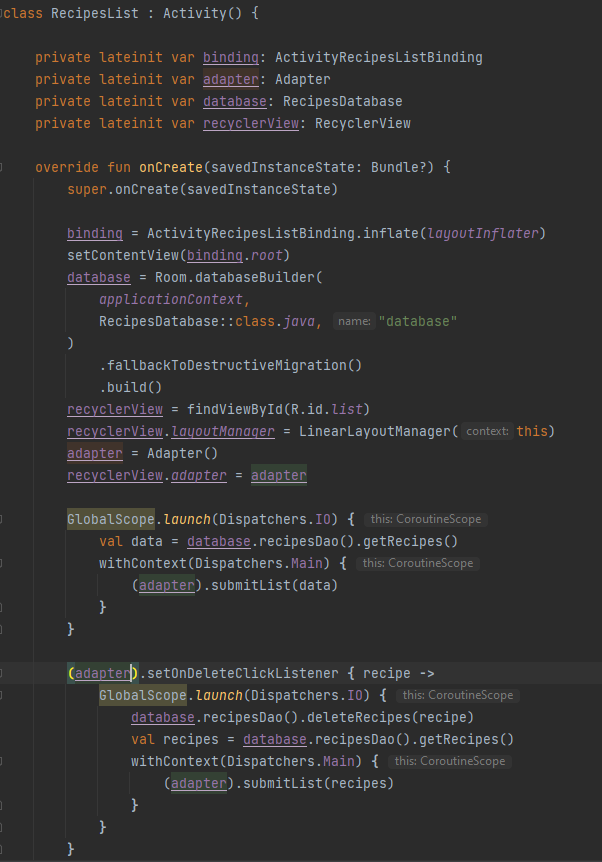 class RecipesList : Activity() {
private lateinit var binding: ActivityRecipesListBinding
private lateinit var adapter: Adapter
private lateinit var database: RecipesDatabase
private lateinit var recyclerView: RecyclerView
override fun onCreate(savedInstanceState: Bundle?) {
super.onCreate(savedInstanceState)
binding = ActivityRecipesListBinding.inflate(layoutInflater)
setContentView(binding.root)
database = Room.databaseBuilder(
applicationContext,
RecipesDatabase::class.java, name: "database"
)
.fallbackToDestructiveMigration()
.build()
recyclerView = findViewById(R.id.list)
recyclerView.layoutManager = LinearLayoutManager( context: this)
adapter = Adapter()
recyclerView.adapter = adapter
GlobalScope.launch(Dispatchers.IO) { this: CoroutineScope
val data = database.recipesDao().getRecipes()
withContext(Dispatchers.Main) { this: CoroutineScope
(adapter).submitList(data)
}
}
(adapter).setOnDeleteClickListener { recipe ->
GlobalScope.launch(Dispatchers.IO) { this: CoroutineScope
database.recipesDao().deleteRecipes(recipe)
val recipes = database.recipesDao().getRecipes()
withContext(Dispatchers.Main) { this: CoroutineScope
(adapter).submitList(recipes)
}
}
}